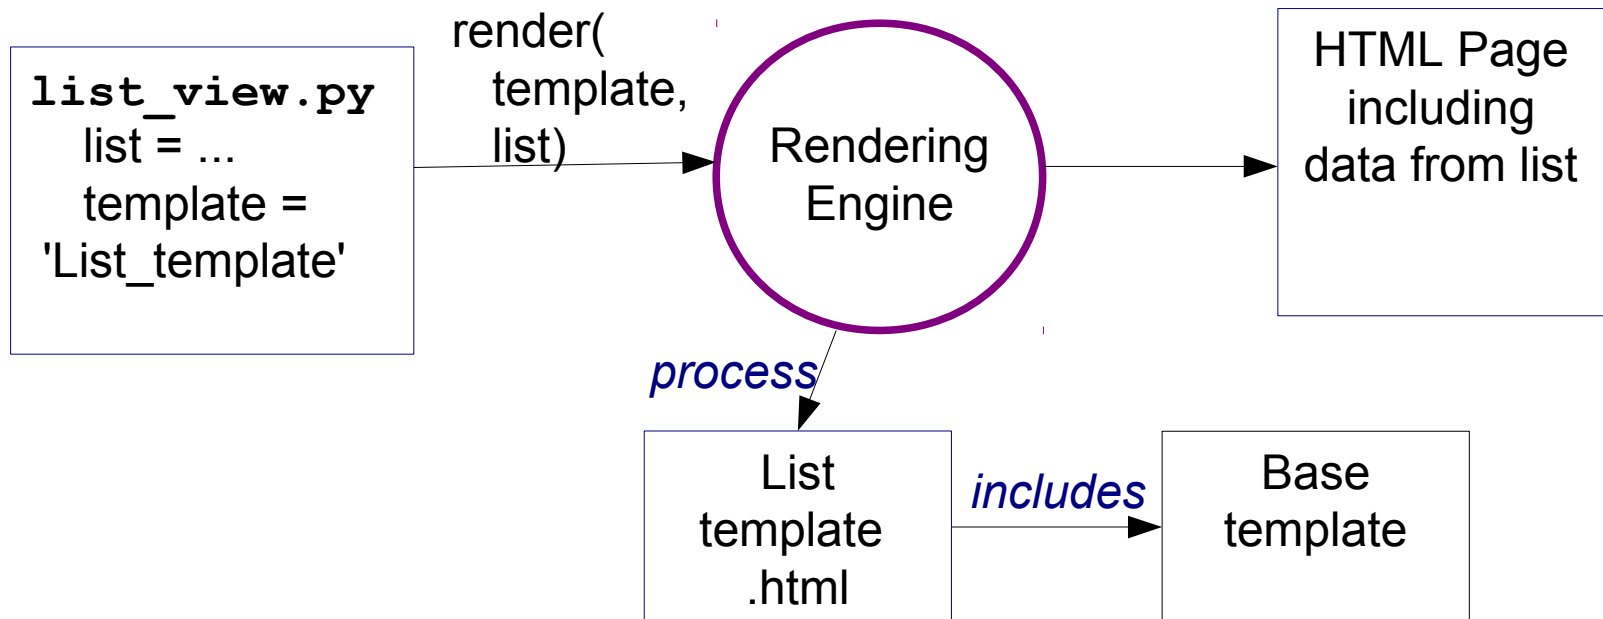 list_view.py
list = ...
template =
'List_template'
render(
template,
list)
Rendering
Engine
HTML Page
including
data from list
process
List
template
.html
includes
Base
template